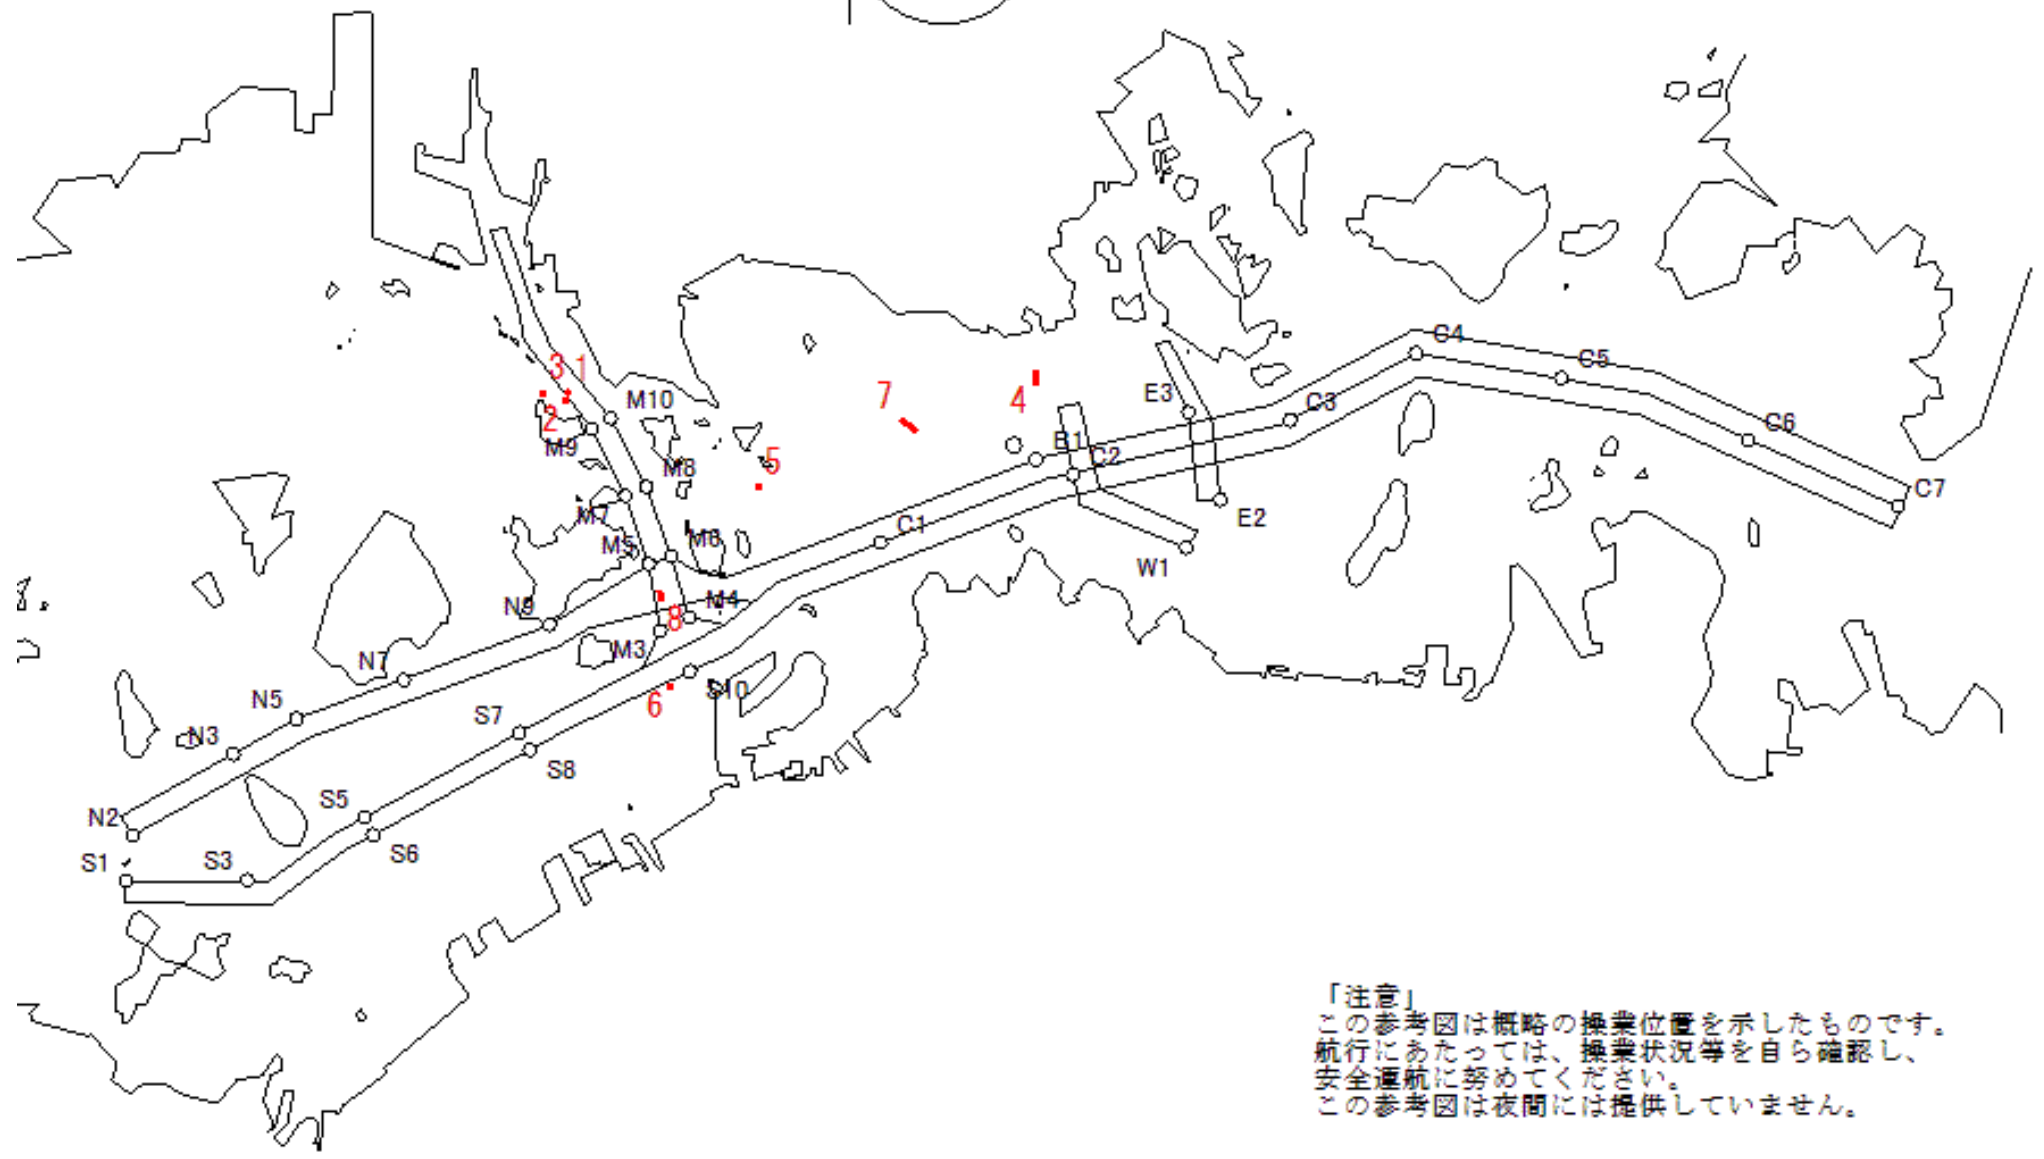 C4
C5
3 1
7
4
E3
M10
C3
2
C6
M9
B1
M8
5
C2
C7
M7
E2
C1
M5
M6
W1
N9
M4
8
M3
N7
S10
6
N5
S7
N3
S8
S5
N2
S6
S1
S3
「注意」
この参考図は概略の操業位置を示したものです。
航行にあたっては、操業状況等を自ら確認し、
安全運航に努めてください。
この参考図は夜間には提供していません。